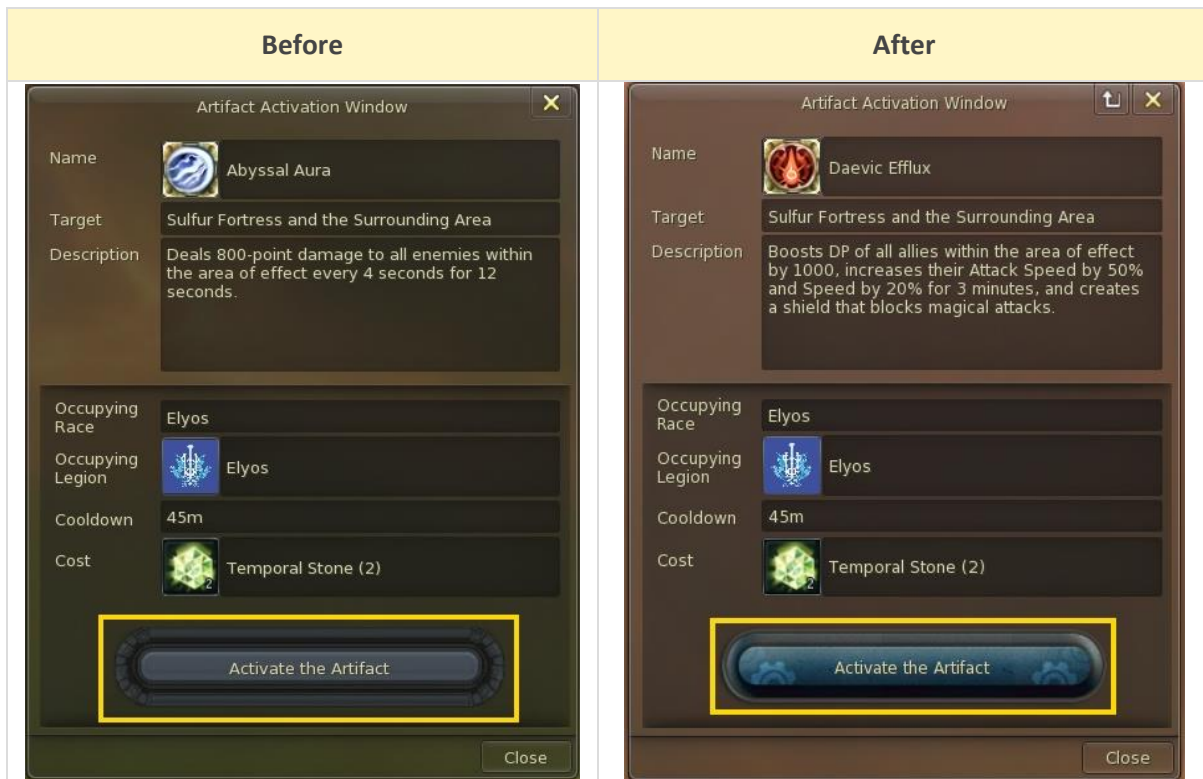 Before
After
Artifact Activation Window
Name
Abyssal Aura
Target
Sulfur Fortress and the Surrounding Area
Description
Deals 800-point damage to all enemies within
the area of effect every 4 seconds for 12
seconds.
Occupying
Race
Elyos
Occupying
Legion
Elyos
Cooldown
45m
Cost
2
Temporal Stone (2)
Activate the Artifact
Close
Artifact Activation Window
Name
Daevic Efflux
Target
Sulfur Fortress and the Surrounding Area
Description
Boosts DP of all allies within the area of effect
by 1000, increases their Attack Speed by 50%
and Speed by 20% for 3 minutes, and creates
a shield that blocks magical attacks.
Occupying
Race
Elyos
Occupying
Legion
Elyos
Cooldown
45m
Cost
2
Temporal Stone (2)
Activate the Artifact
Close